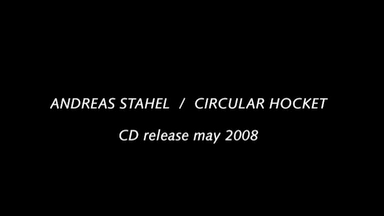 ANDREAS STAHEL / CIRCULAR HOCKET
CD release may 2008